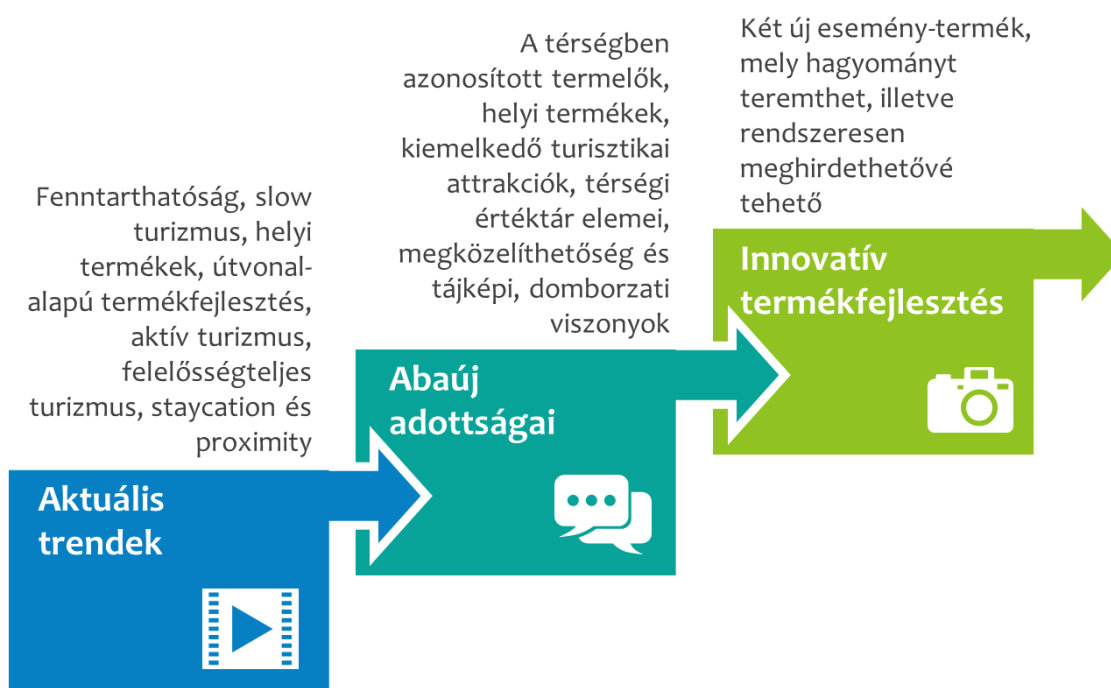 Fenntarthatóság, slow
turizmus, helyi
termékek, útvonal-
alapú termékfejlesztés,
aktív turizmus,
felelősségteljes
turizmus, staycation és
proximity
Aktuális
trendek
A térségben
azonosított termelők,
helyi termékek,
kiemelkedő turisztikai
attrakciók, térségi
értéktár elemei,
megközelíthetőség és
tájképi, domborzati
viszonyok
Abaúj
adottságai
Két új esemény-termék,
mely hagyományt
teremthet, illetve
rendszeresen
meghirdethetővé
tehető
Innovatív
termékfejlesztés